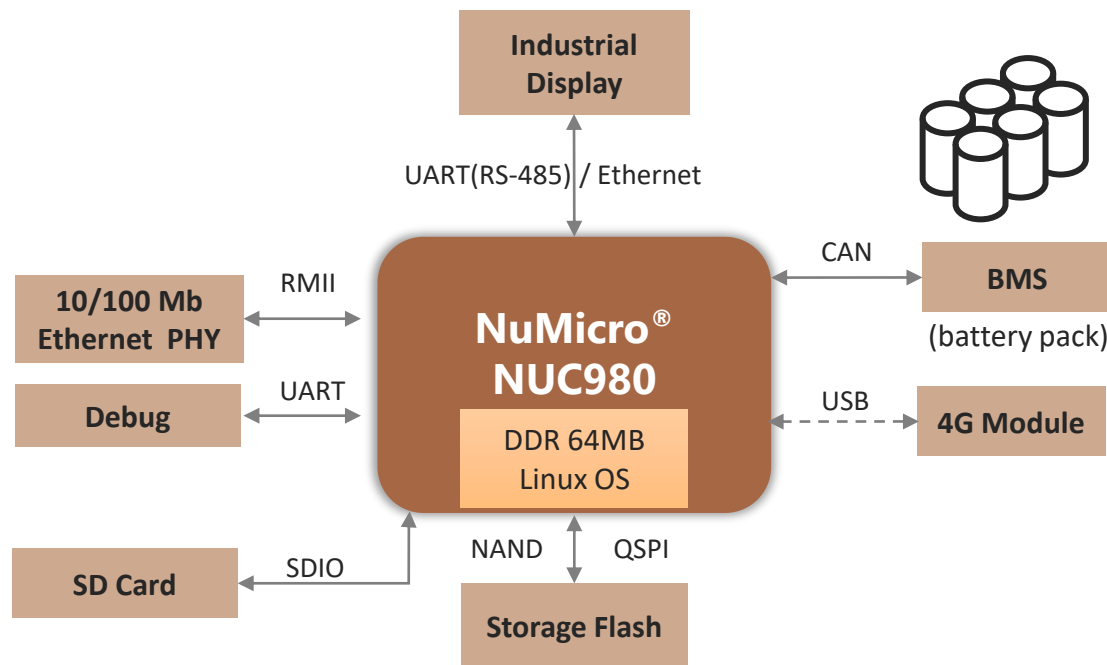 Industrial
Display
UART(RS-485) / Ethernet
CAN
BMS
(battery pack)
RMII
10/100 Mb
Ethernet PHY
NuMicro®
NUC980
UART
Debug
USB
4G Module
DDR 64MB
Linux OS
NAND
QSPI
SDIO
SD Card
Storage Flash